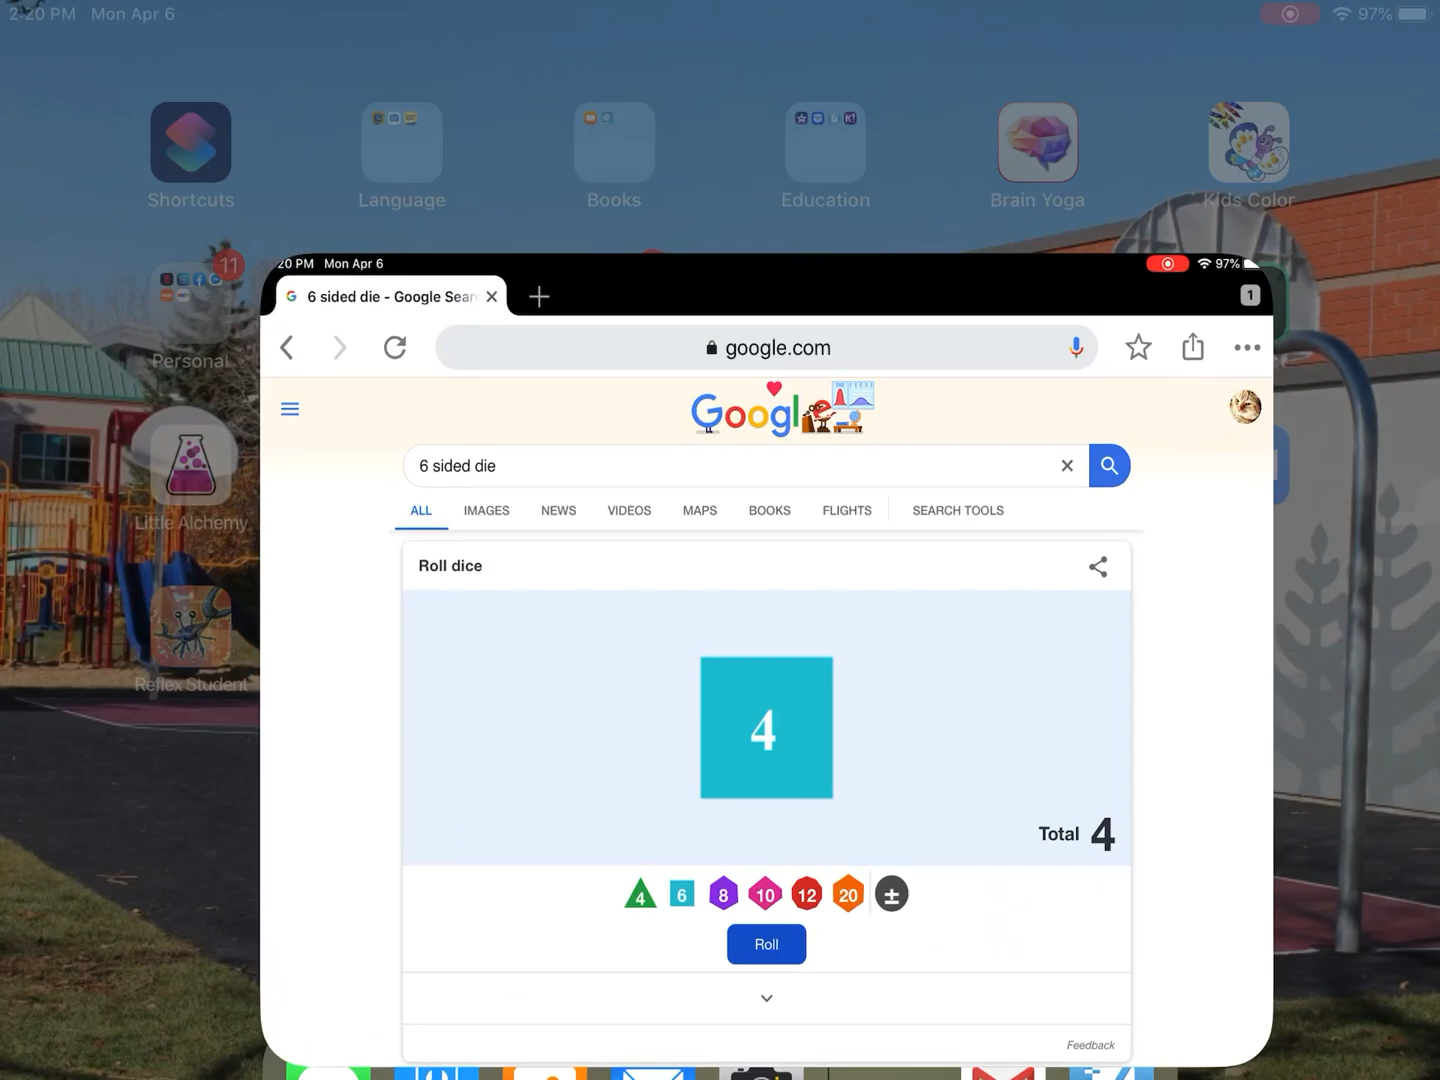 2:20 PM Mon Apr 6
97%
Shortcuts
Language
Books
Education
Brain Yoga
Kids Color
11
Personal
Little Alchemy
Reflex Student
20 PM Mon Apr 6
97%
6 sided die - Google Sear
1
google.com
Googl
6 sided die
ALL IMAGES NEWS VIDEOS MAPS BOOKS FLIGHTS SEARCH TOOLS
Roll dice
4
Total 4
4 6 8 10 12 20 ±
Roll
Feedback